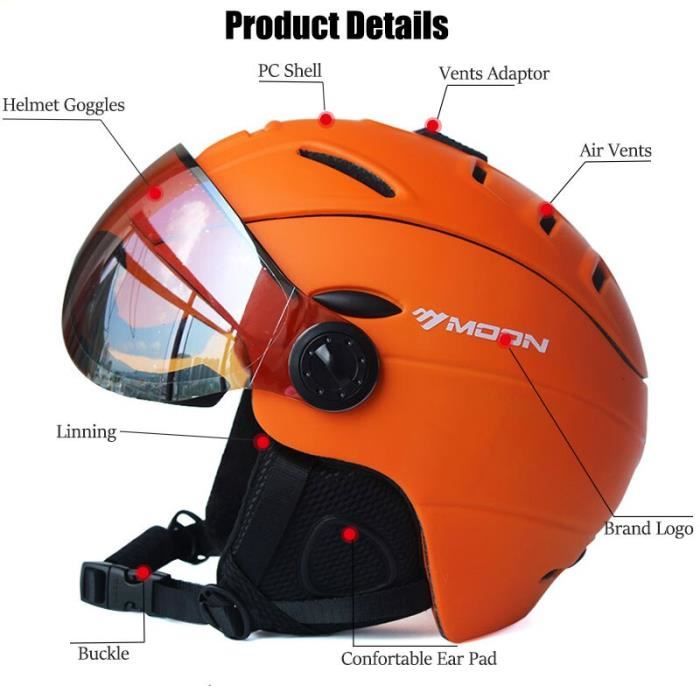 Product Details
PC Shell
Vents Adaptor
Helmet Goggles
Air Vents
MOON
Linning
Brand Logo
Buckle
Confortable Ear Pad